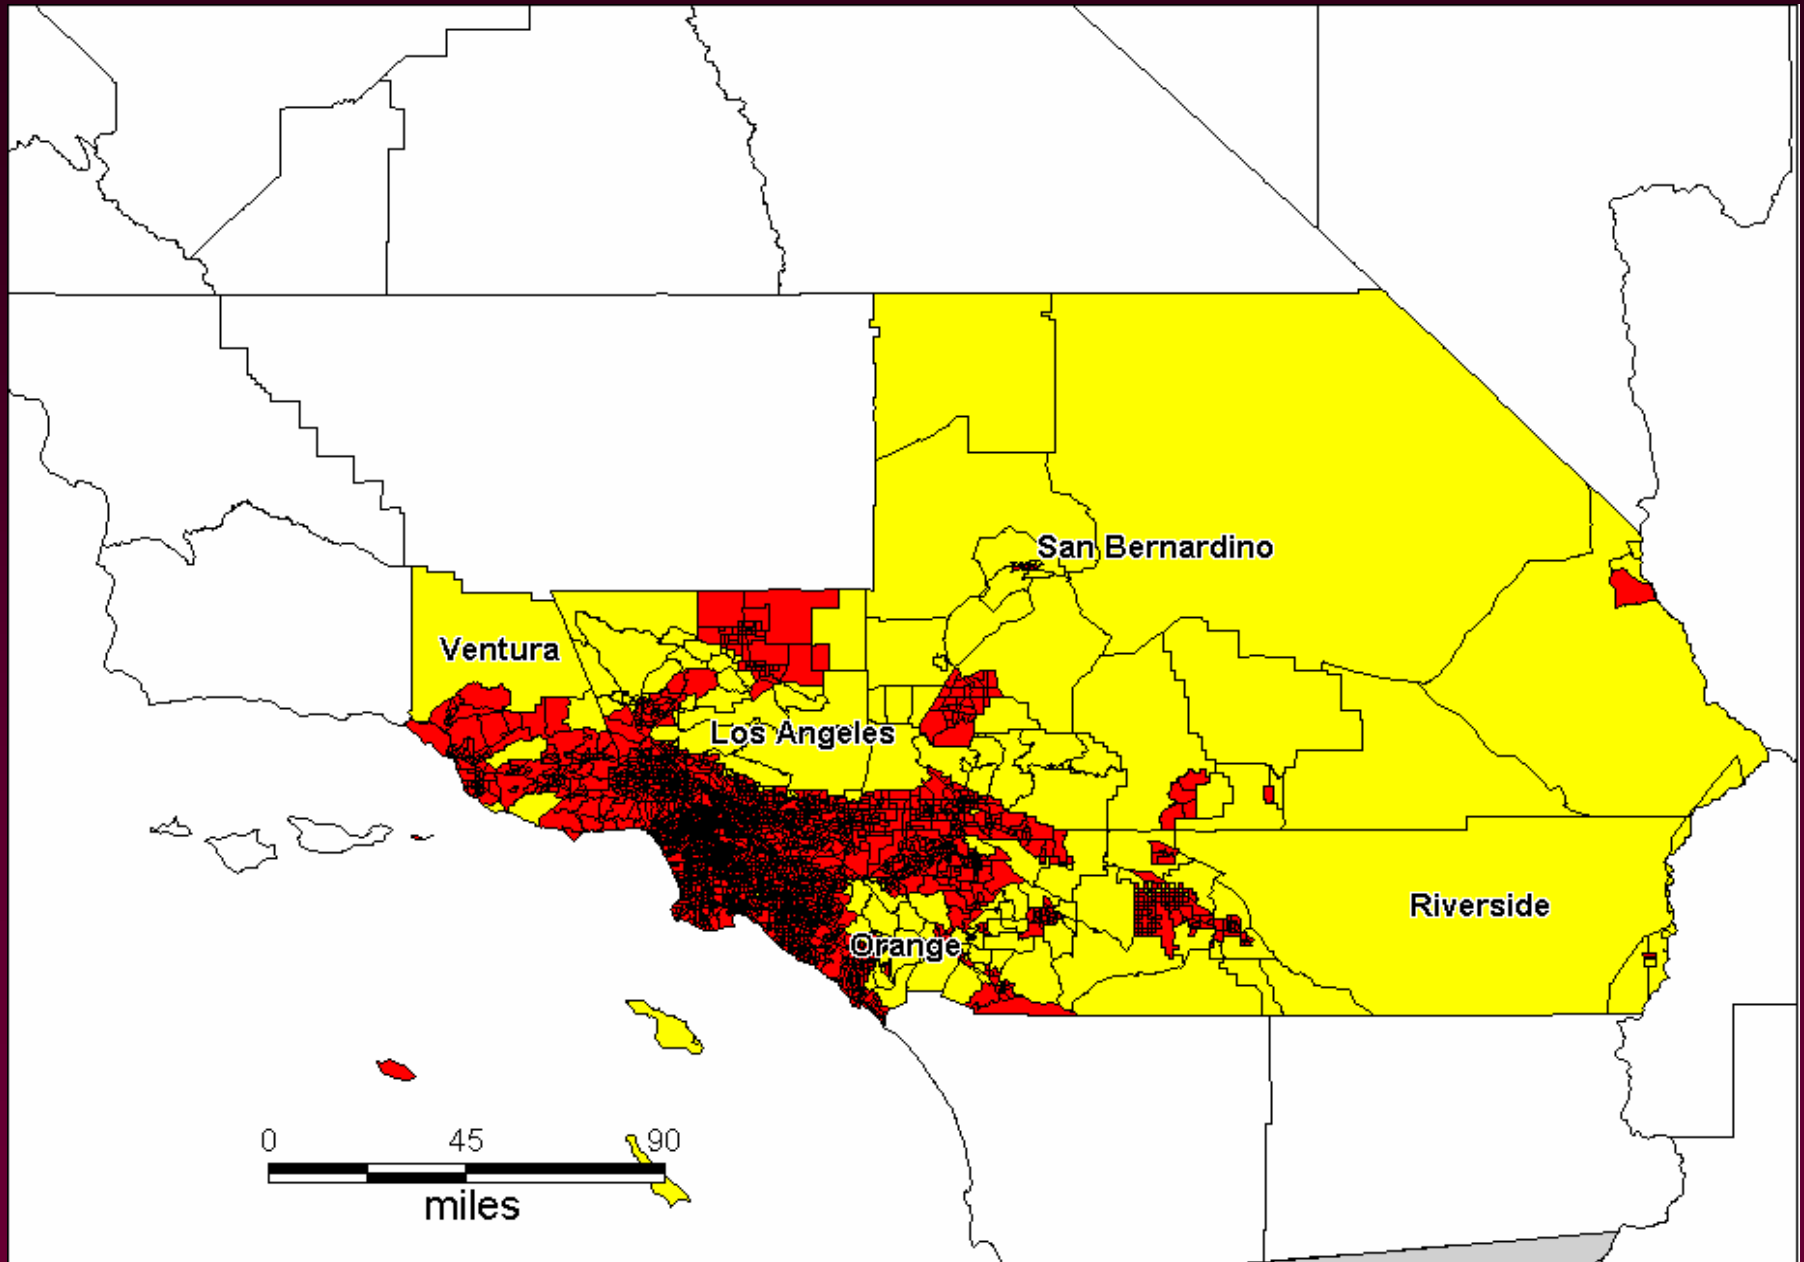 San Bernardino
Ventura
Los Angeles
Riverside
Orange
0 45 90
miles